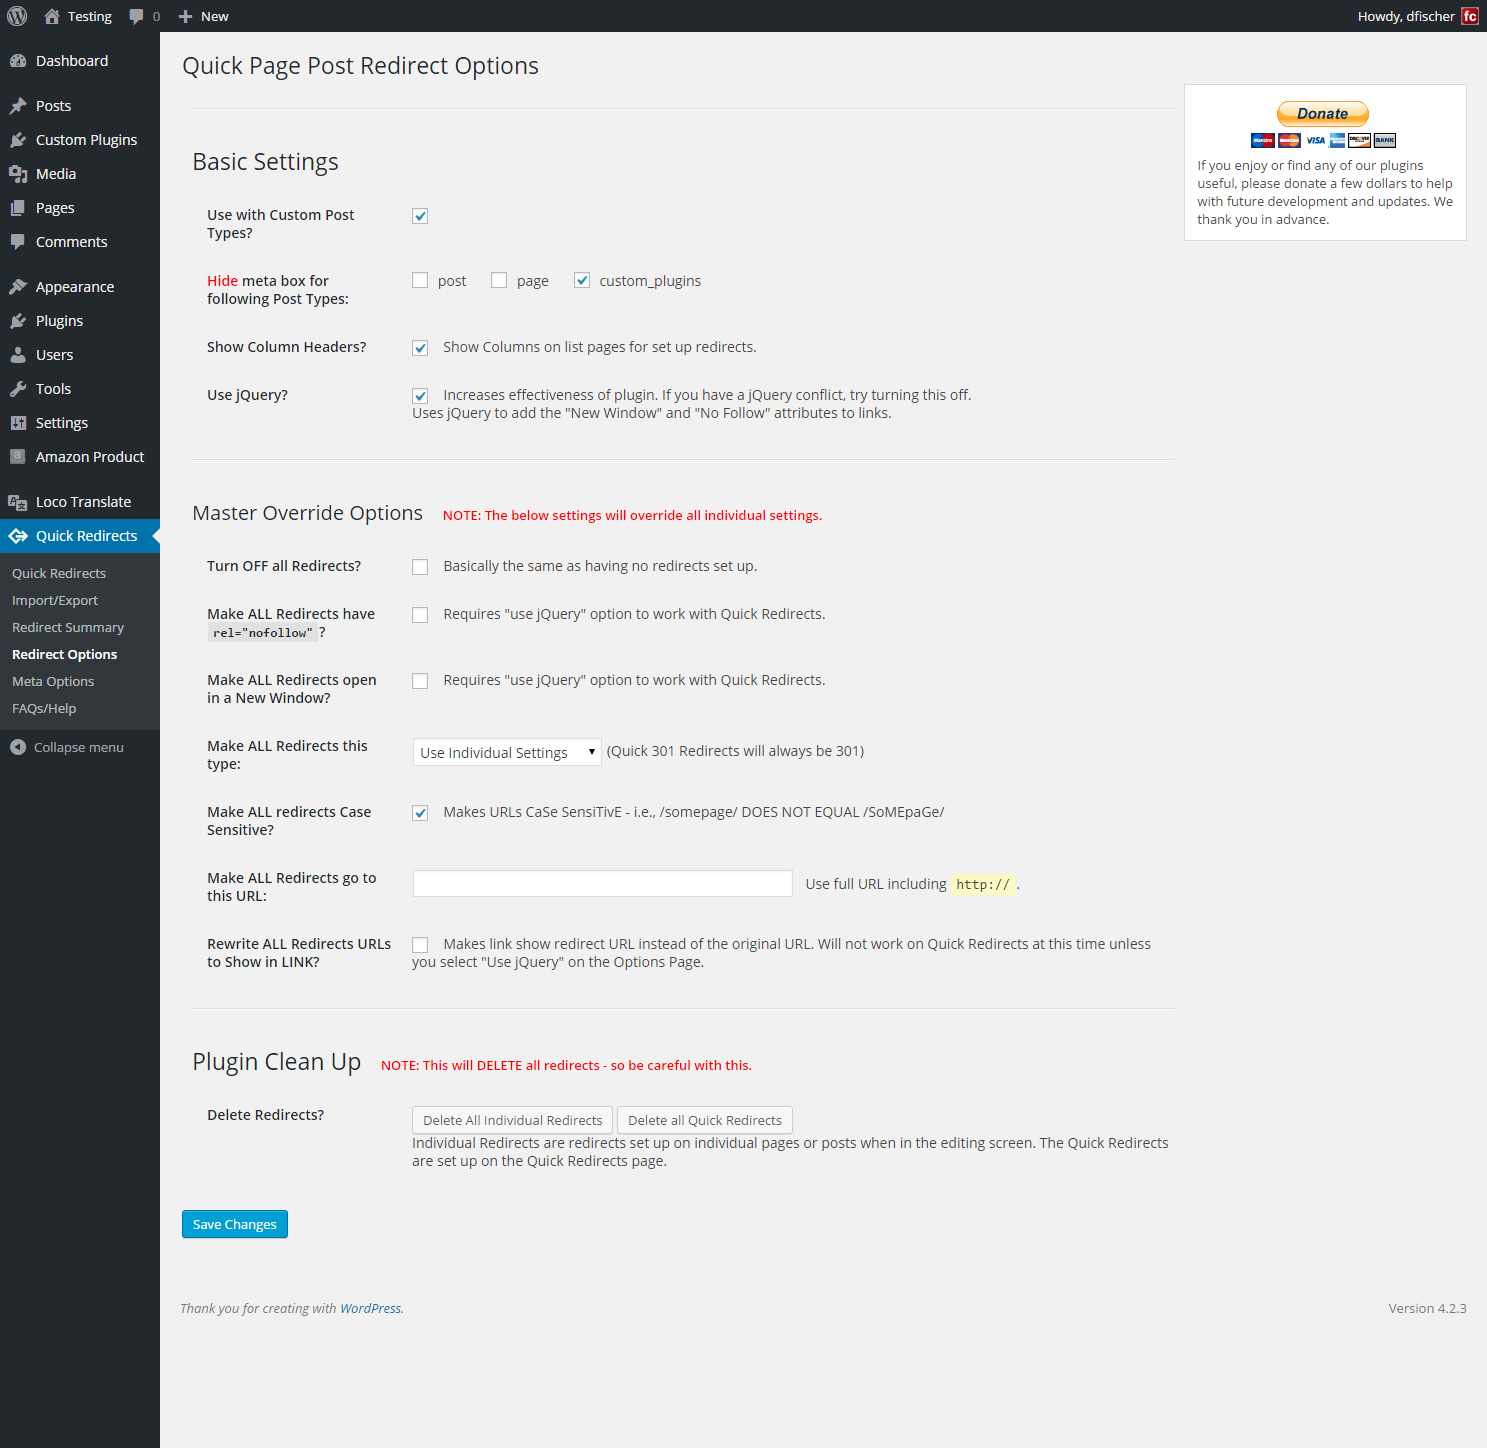 Testing 0 New Howdy, dfischer fc
Dashboard
Posts
Custom Plugins
Media
Pages
Comments
Appearance
Plugins
Users
Tools
Settings
Amazon Product
Loco Translate
Quick Redirects
Quick Redirects
Import/Export
Redirect Summary
Redirect Options
Meta Options
FAQs/Help
Collapse menu
Quick Page Post Redirect Options
Basic Settings
Use with Custom Post
Types?
Hide meta box for
following Post Types:
post page custom_plugins
Show Column Headers?
Show Columns on list pages for set up redirects.
Use jQuery?
Increases effectiveness of plugin. If you have a jQuery conflict, try turning this off.
Uses jQuery to add the "New Window" and "No Follow" attributes to links.
Master Override Options NOTE: The below settings will override all individual settings.
Turn OFF all Redirects?
Basically the same as having no redirects set up.
Make ALL Redirects have
rel="nofollow" ?
Requires "use jQuery" option to work with Quick Redirects.
Make ALL Redirects open
in a New Window?
Requires "use jQuery" option to work with Quick Redirects.
Make ALL Redirects this
type:
Use Individual Settings (Quick 301 Redirects will always be 301)
Make ALL redirects Case
Sensitive?
Makes URLs CaSe SensiTivE - i.e., /somepage/ DOES NOT EQUAL /SoMEpaGe/
Make ALL Redirects go to
this URL:
Use full URL including http:// .
Rewrite ALL Redirects URLs
to Show in LINK?
Makes link show redirect URL instead of the original URL. Will not work on Quick Redirects at this time unless
you select "Use jQuery" on the Options Page.
Plugin Clean Up NOTE: This will DELETE all redirects - so be careful with this.
Delete Redirects?
Delete All Individual Redirects Delete all Quick Redirects
Individual Redirects are redirects set up on individual pages or posts when in the editing screen. The Quick Redirects
are set up on the Quick Redirects page.
Save Changes
Donate
Maestro MasterCard VISA DISCOVER BANK
If you enjoy or find any of our plugins
useful, please donate a few dollars to help
with future development and updates. We
thank you in advance.
Thank you for creating with WordPress. Version 4.2.3